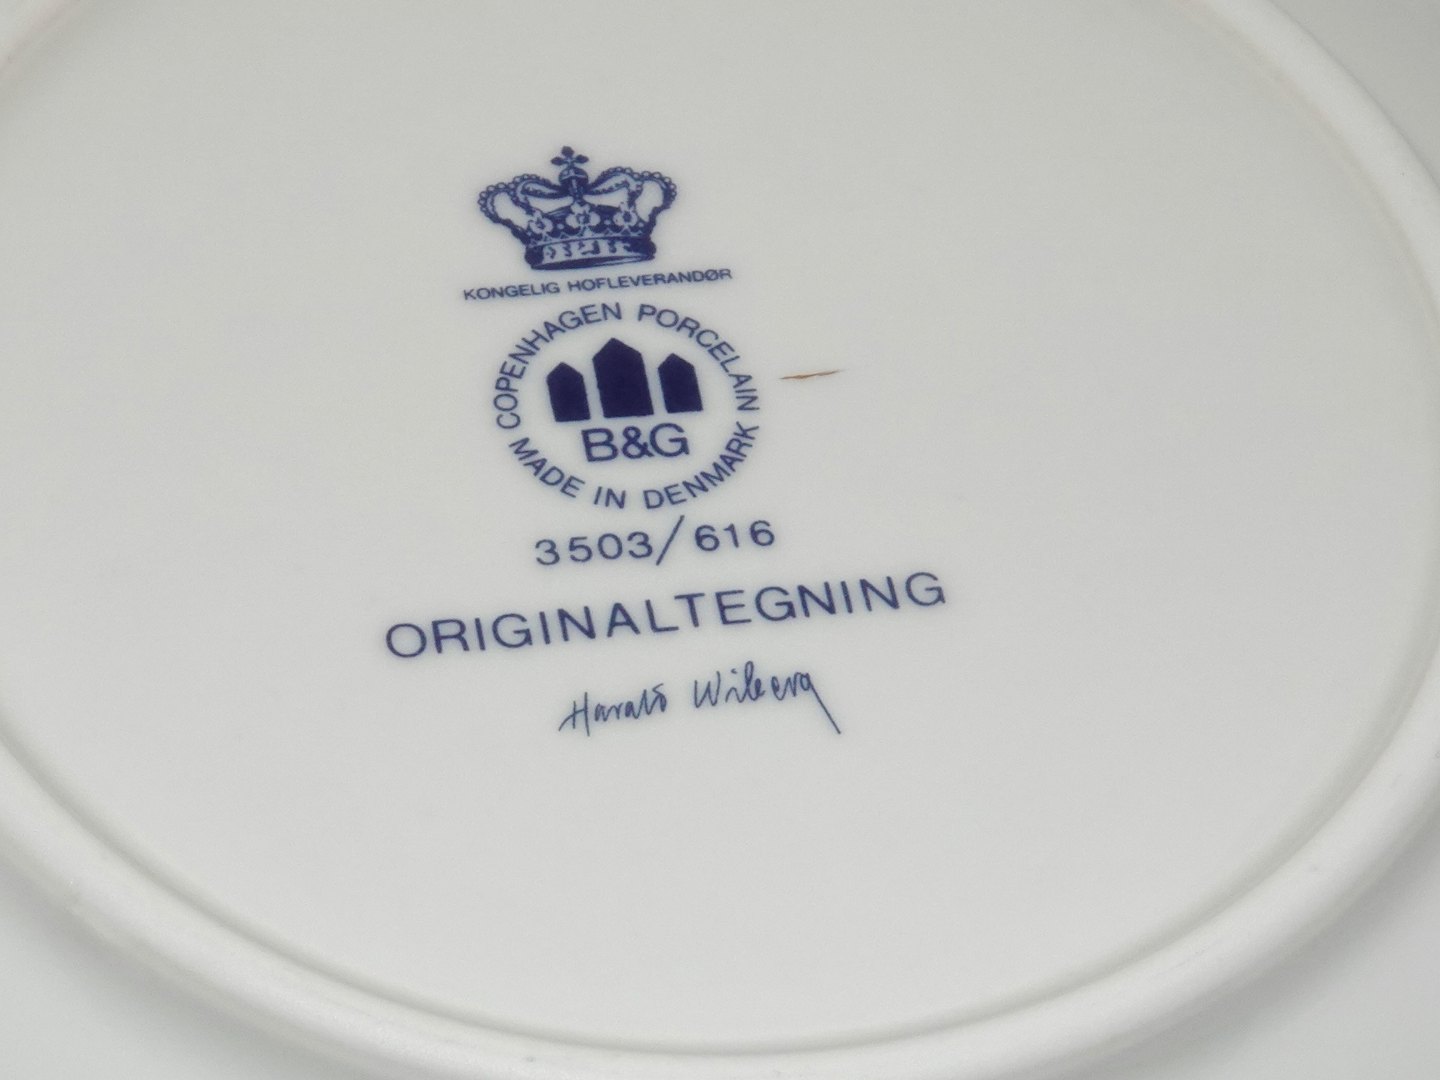 KONGELIG HOFLEVERANDØR
COPENHAGEN PORCELAIN
B&G
MADE IN DENMARK
3503/616
ORIGINALTEGNING
Harald Wiberg